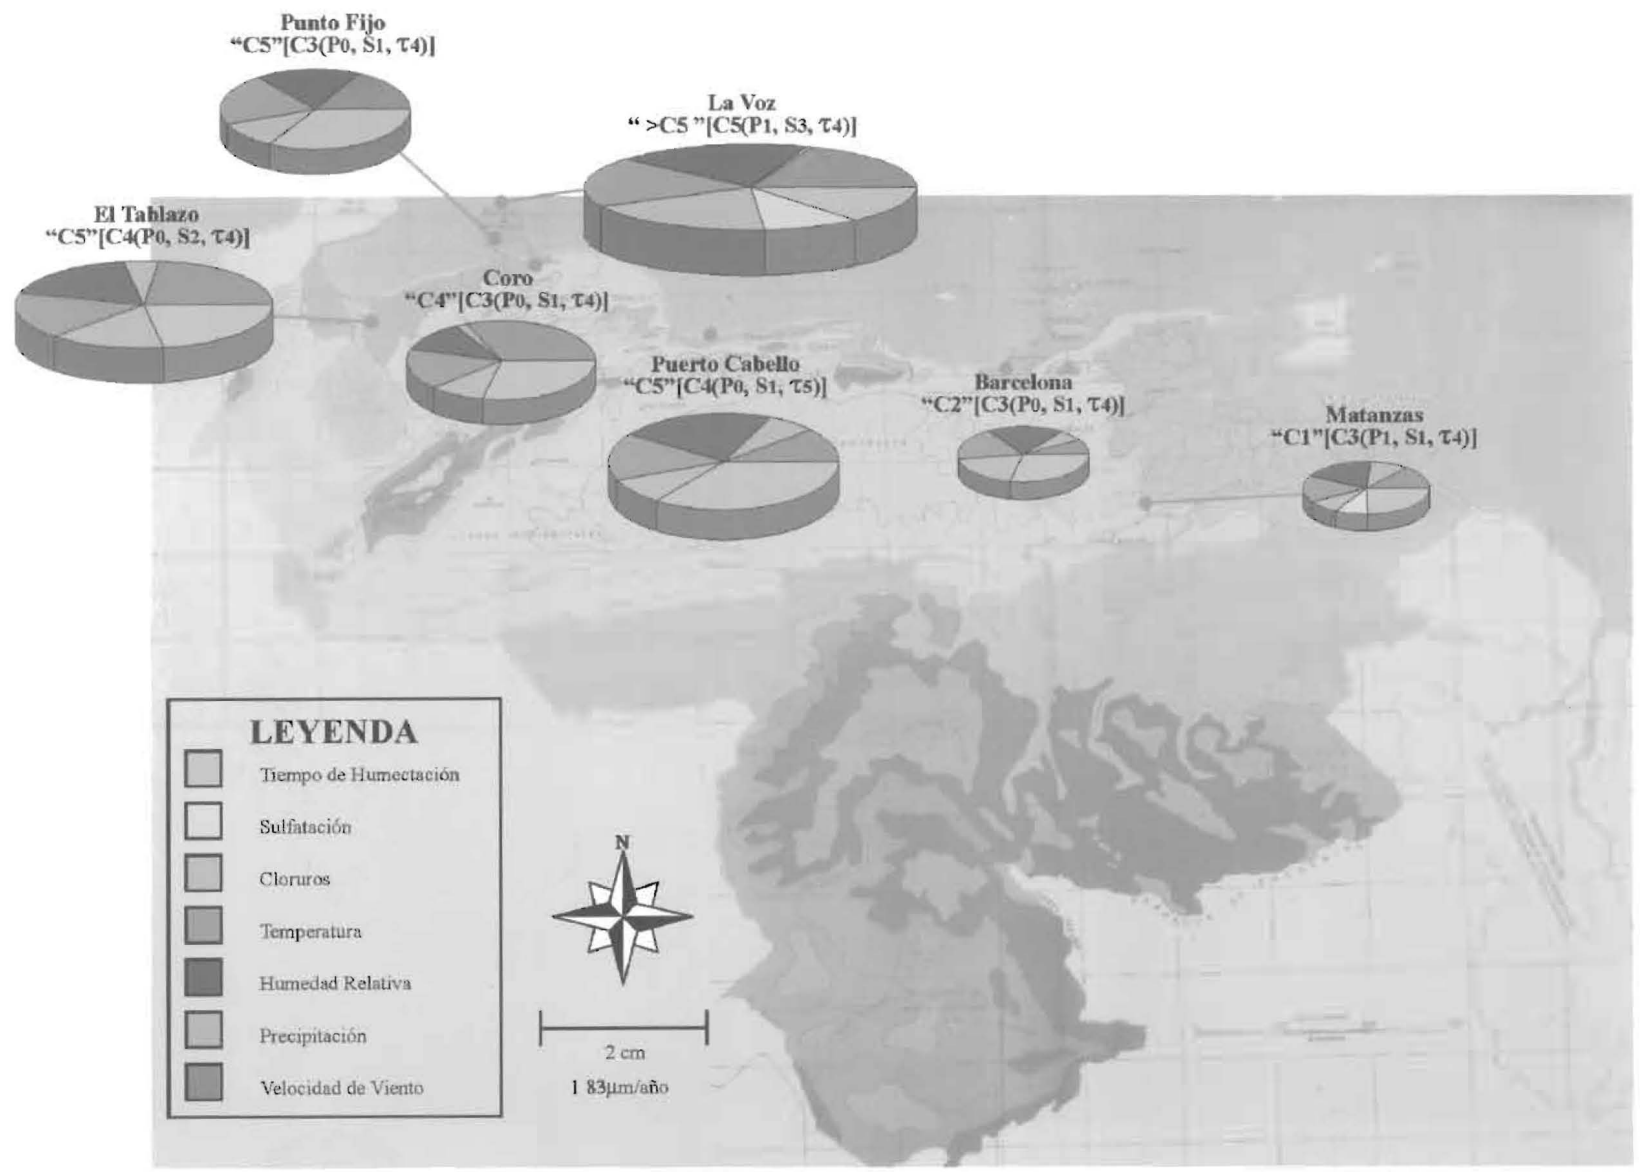 Punto Fijo
“C5”[C3(P0, S1, τ4)]
La Voz
“ >C5 ”[C5(P1, S3, τ4)]
El Tablazo
“C5”[C4(P0, S2, τ4)]
Coro
“C4”[C3(P0, S1, τ4)]
Puerto Cabello
“C5”[C4(P0, S1, τ5)]
Barcelona
“C2”[C3(P0, S1, τ4)]
Matanzas
“C1”[C3(P1, S1, τ4)]
LEYENDA
Tiempo de Humectación
Sulfatación
Cloruros
Temperatura
Humedad Relativa
Precipitación
Velocidad de Viento
N
2 cm
1 83µm/año